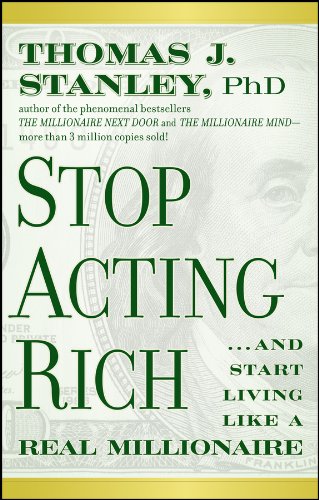 THOMAS J.
STANLEY, PHD
author of the phenomenal bestsellers
THE MILLIONAIRE NEXT DOOR and THE MILLIONAIRE MIND—
more than 3 million copies sold!
STOP
ACTING
RICH
...AND
START
LIVING
LIKE A
REAL MILLIONAIRE